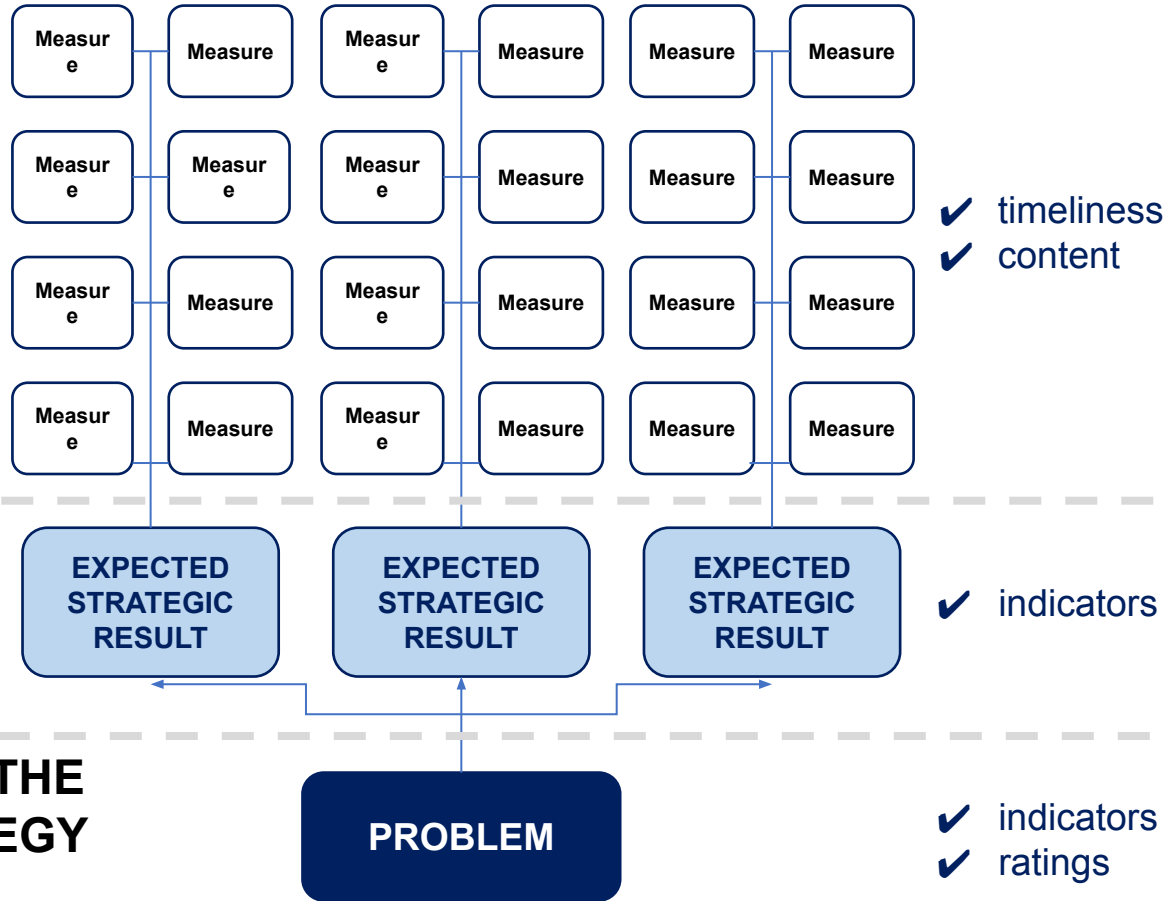 Measur
e
Measure
Measur
e
Measure
Measure
Measure
Measur
e
Measur
e
Measur
e
Measure
Measure
Measure
✔ timeliness
✔ content
Measur
e
Measure
Measur
e
Measure
Measure
Measure
Measur
e
Measure
Measur
e
Measure
Measure
Measure
EXPECTED
STRATEGIC
RESULT
EXPECTED
STRATEGIC
RESULT
EXPECTED
STRATEGIC
RESULT
✔ indicators
THE
EGY
PROBLEM
✔ indicators
✔ ratings